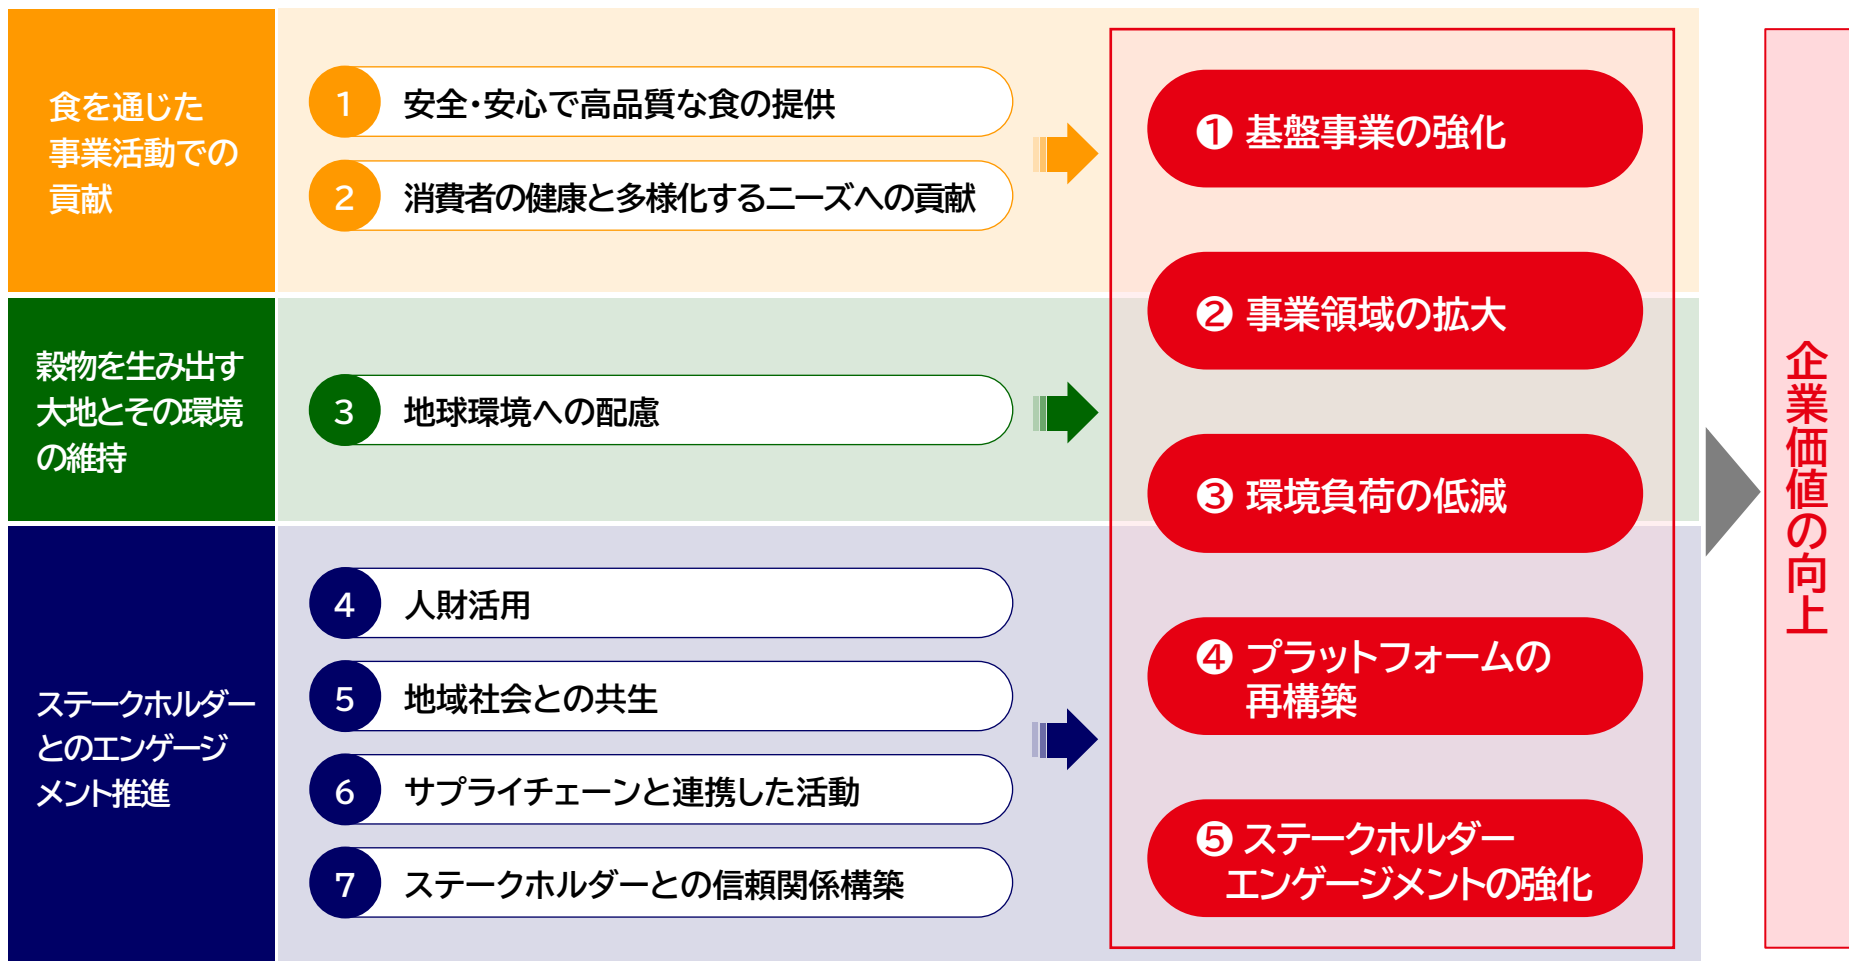 食を通じた
事業活動での
貢献
1 安全・安心で高品質な食の提供
2 消費者の健康と多様化するニーズへの貢献
穀物を生み出す
大地とその環境
の維持
3 地球環境への配慮
ステークホルダー
とのエンゲージ
メント推進
4 人財活用
5 地域社会との共生
6 サプライチェーンと連携した活動
7 ステークホルダーとの信頼関係構築
❶ 基盤事業の強化
❷ 事業領域の拡大
❸ 環境負荷の低減
❹ プラットフォームの
再構築
❺ ステークホルダー
エンゲージメントの強化
企業価値の向上